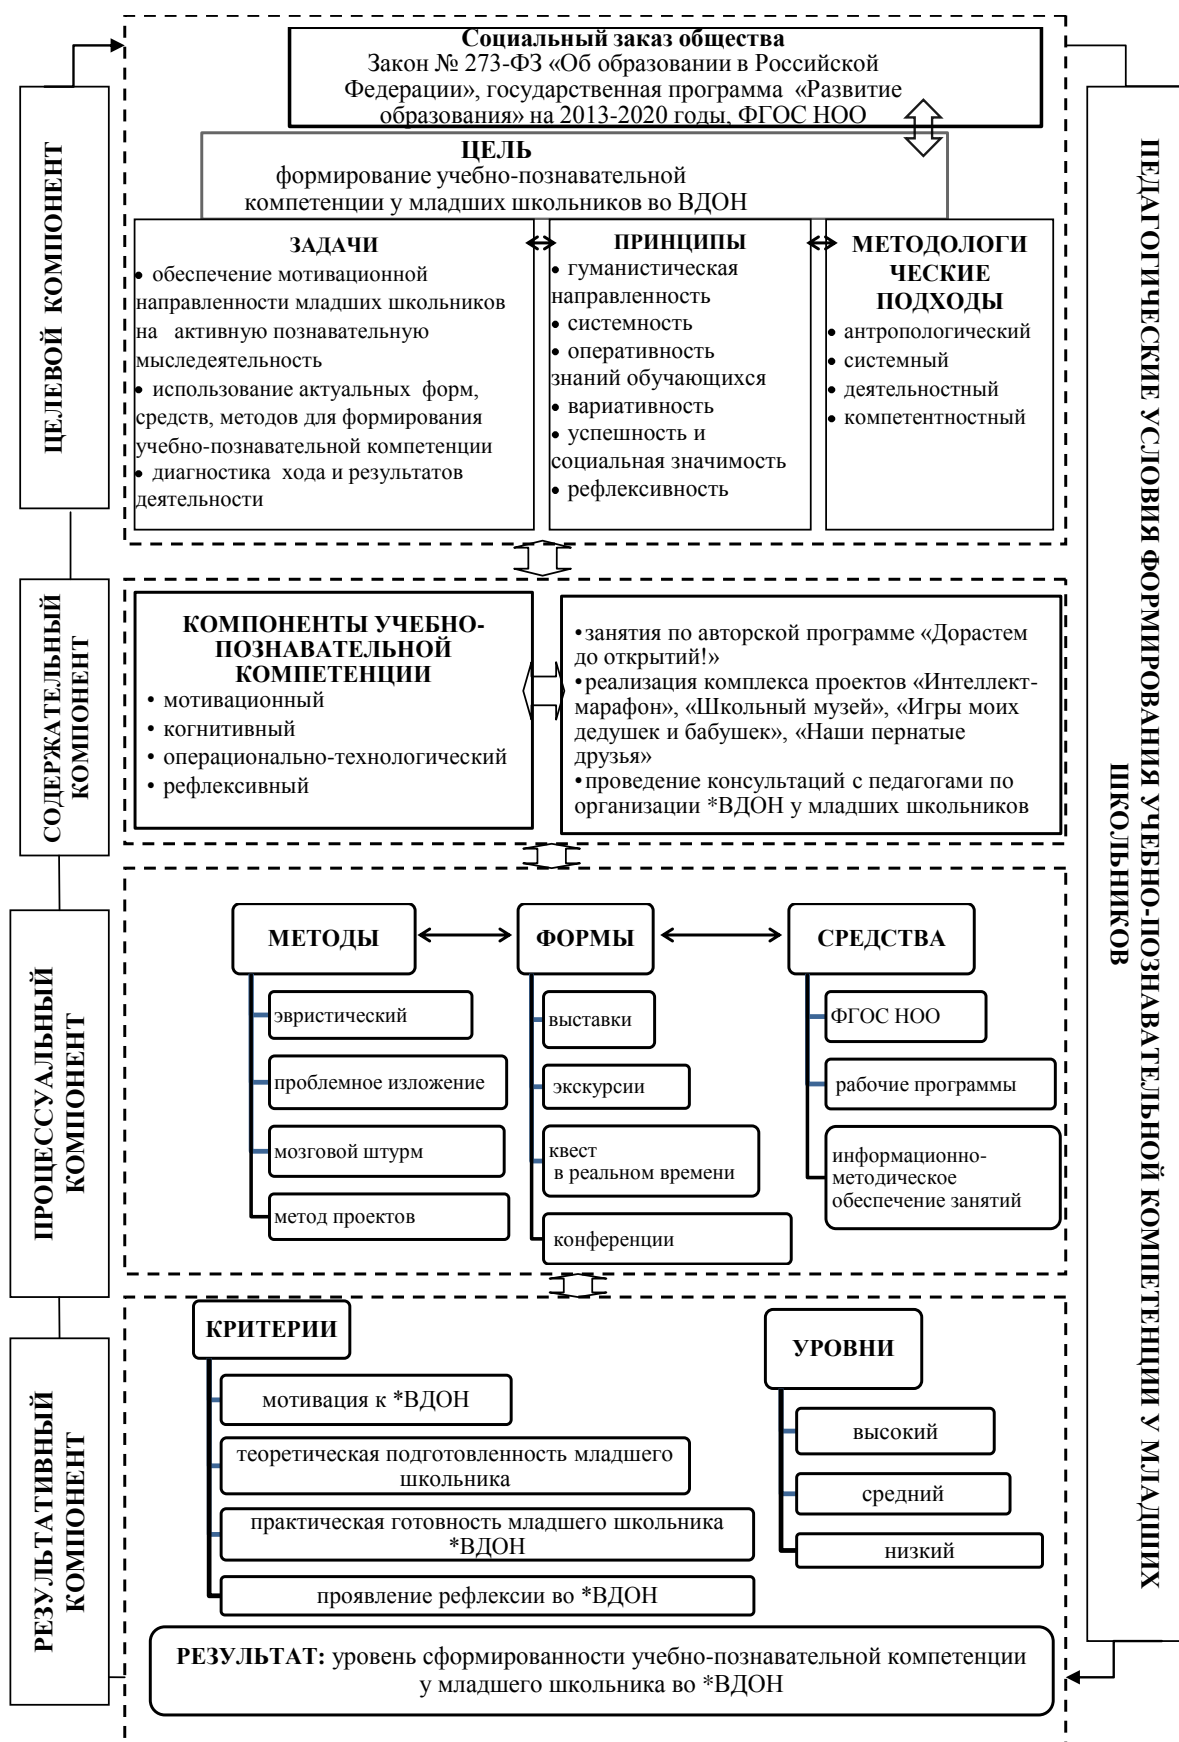 Социальный заказ общества
Закон № 273-ФЗ «Об образовании в Российской
Федерации», государственная программа «Развитие
образования» на 2013-2020 годы, ФГОС НОО
ЦЕЛЬ
формирование учебно-познавательной
компетенции у младших школьников во ВДОН
ЦЕЛЕВОЙ КОМПОНЕНТ
ЗАДАЧИ
• обеспечение мотивационной
направленности младших школьников
на активную познавательную
мыследеятельность
• использование актуальных форм,
средств, методов для формирования
учебно-познавательной компетенции
• диагностика хода и результатов
деятельности
ПРИНЦИПЫ
• гуманистическая
направленность
• системность
• оперативность
знаний обучающихся
• вариативность
• успешность и
социальная значимость
• рефлексивность
МЕТОДОЛОГИ
ЧЕСКИЕ
ПОДХОДЫ
• антропологический
• системный
• деятельностный
• компетентностный
СОДЕРЖАТЕЛЬНЫЙ
КОМПОНЕНТ
КОМПОНЕНТЫ УЧЕБНО-
ПОЗНАВАТЕЛЬНОЙ
КОМПЕТЕНЦИИ
• мотивационный
• когнитивный
• операционально-технологический
• рефлексивный
•занятия по авторской программе «Дорастем
до открытий!»
•реализация комплекса проектов «Интеллект-
марафон», «Школьный музей», «Игры моих
дедушек и бабушек», «Наши пернатые
друзья»
•проведение консультаций с педагогами по
организации *ВДОН у младших школьников
ПРОЦЕССУАЛЬНЫЙ
КОМПОНЕНТ
МЕТОДЫ
эвристический
проблемное изложение
мозговой штурм
метод проектов
ФОРМЫ
выставки
экскурсии
квест
в реальном времени
конференции
СРЕДСТВА
ФГОС НОО
рабочие программы
информационно-
методическое
обеспечение занятий
РЕЗУЛЬТАТИВНЫЙ
КОМПОНЕНТ
КРИТЕРИИ
мотивация к *ВДОН
теоретическая подготовленность младшего
школьника
практическая готовность младшего школьника
*ВДОН
проявление рефлексии во *ВДОН
УРОВНИ
высокий
средний
низкий
РЕЗУЛЬТАТ: уровень сформированности учебно-познавательной компетенции
у младшего школьника во *ВДОН
ПЕДАГОГИЧЕСКИЕ УСЛОВИЯ ФОРМИРОВАНИЯ УЧЕБНО-ПОЗНАВАТЕЛЬНОЙ КОМПЕТЕНЦИИ У МЛАДШИХ
ШКОЛЬНИКОВ